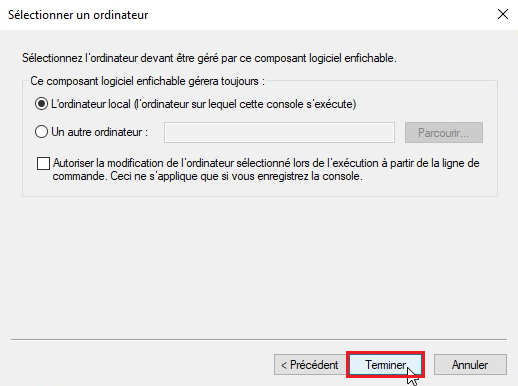 Sélectionner un ordinateur
Sélectionnez l'ordinateur devant être géré par ce composant logiciel enfichable.
Ce composant logiciel enfichable gérera toujours :
L'ordinateur local (l'ordinateur sur lequel cette console s'exécute)
Un autre ordinateur :
Parcourir...
Autoriser la modification de l'ordinateur sélectionné lors de l'exécution à partir de la ligne de
commande. Ceci ne s'applique que si vous enregistrez la console.
< Précédent Terminer Annuler